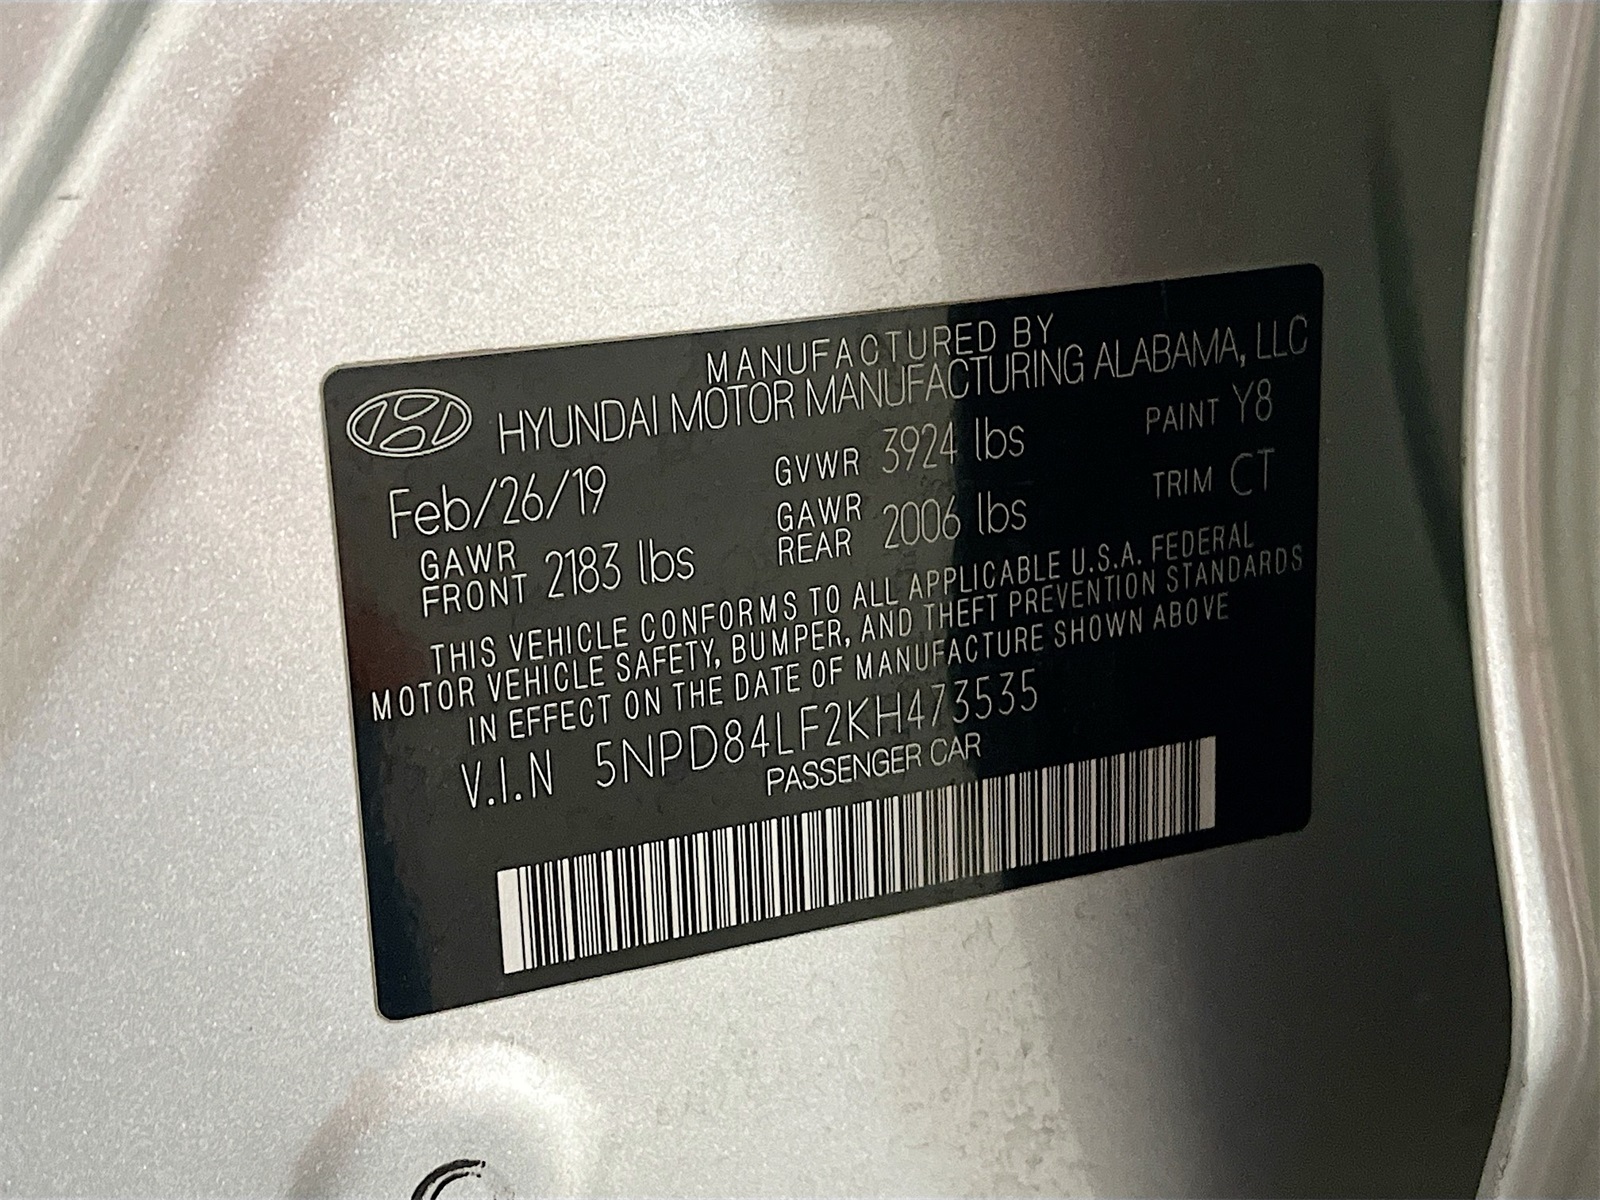 MANUFACTURED BY
HYUNDAI MOTOR MANUFACTURING ALABAMA, LLC
Feb/26/19 GVWR 3924 lbs PAINT Y8
GAWR FRONT 2183 lbs GAWR REAR 2006 lbs TRIM CT
THIS VEHICLE CONFORMS TO ALL APPLICABLE U.S.A. FEDERAL
MOTOR VEHICLE SAFETY, BUMPER, AND THEFT PREVENTION STANDARDS
IN EFFECT ON THE DATE OF MANUFACTURE SHOWN ABOVE
V.I.N 5NPD84LF2KH473535
PASSENGER CAR